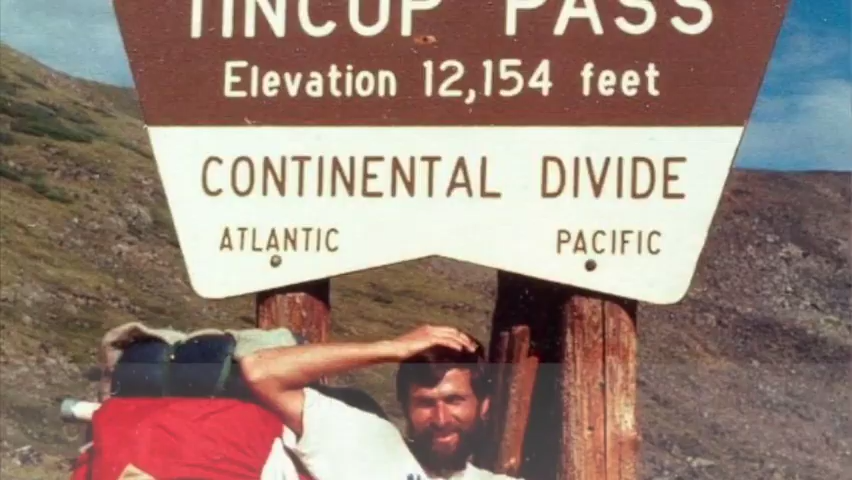 TINCUP PASS
Elevation 12,154 feet
CONTINENTAL DIVIDE
ATLANTIC PACIFIC